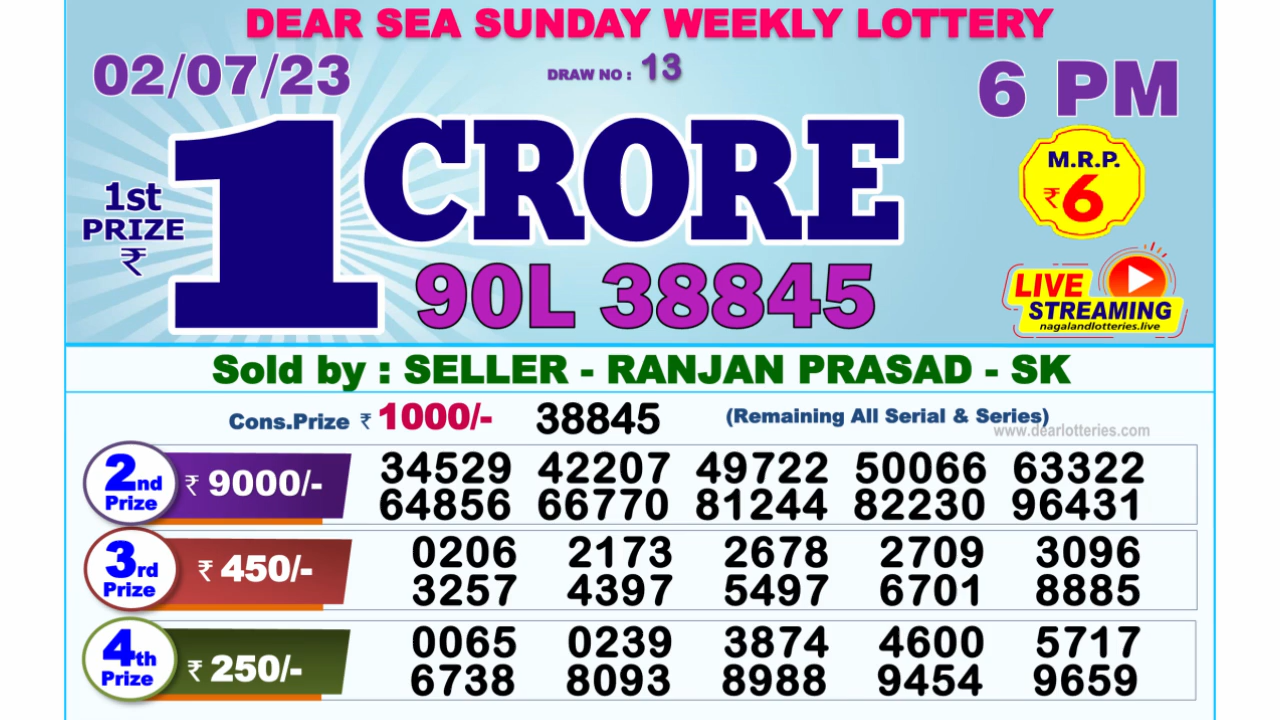 DEAR SEA SUNDAY WEEKLY LOTTERY
02/07/23
DRAW NO : 13
6 PM
1st
PRIZE
₹
1 CRORE
M.R.P.
₹6
90L 38845
LIVE
STREAMING
nagalandlotteries.live
Sold by : SELLER - RANJAN PRASAD - SK
Cons.Prize ₹ 1000/- 38845 (Remaining All Serial & Series)
www.dearlotteries.com
2nd Prize ₹ 9000/-
34529 42207 49722 50066 63322
64856 66770 81244 82230 96431
3rd Prize ₹ 450/-
0206 2173 2678 2709 3096
3257 4397 5497 6701 8885
4th Prize ₹ 250/-
0065 0239 3874 4600 5717
6738 8093 8988 9454 9659